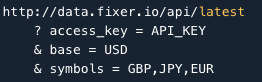 http://data.fixer.io/api/latest
? access_key = API_KEY
& base = USD
& symbols = GBP,JPY,EUR